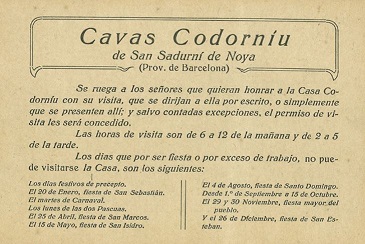 Cavas Codorníu
de San Sadurní de Noya
(Prov. de Barcelona)
Se ruega a los señores que quieran honrar a la Casa Co-
dorníu con su visita, que se dirijan a ella por escrito, o simplemente
que se presenten allí; y salvo contadas excepciones, el permiso de vi-
sita les será concedido.
Las horas de visita son de 6 a 12 de la mañana y de 2 a 5
de la tarde.
Los días que por ser fiesta o por exceso de trabajo, no pue-
de visitarse la Casa, son los siguientes:
Los días festivos de precepto.
El 20 de Enero, fiesta de San Sebastián.
El martes de Carnaval.
Los lunes de las dos Pascuas.
El 25 de Abril, fiesta de San Marcos.
El 15 de Mayo, fiesta de San Isidro.
El 4 de Agosto, fiesta de Santo Domingo.
Desde 1.º de Septiembre a 15 de Octubre.
El 29 y 30 Noviembre, fiesta mayor del
pueblo.
Y el 26 de Diciembre, fiesta de San Es-
teban.